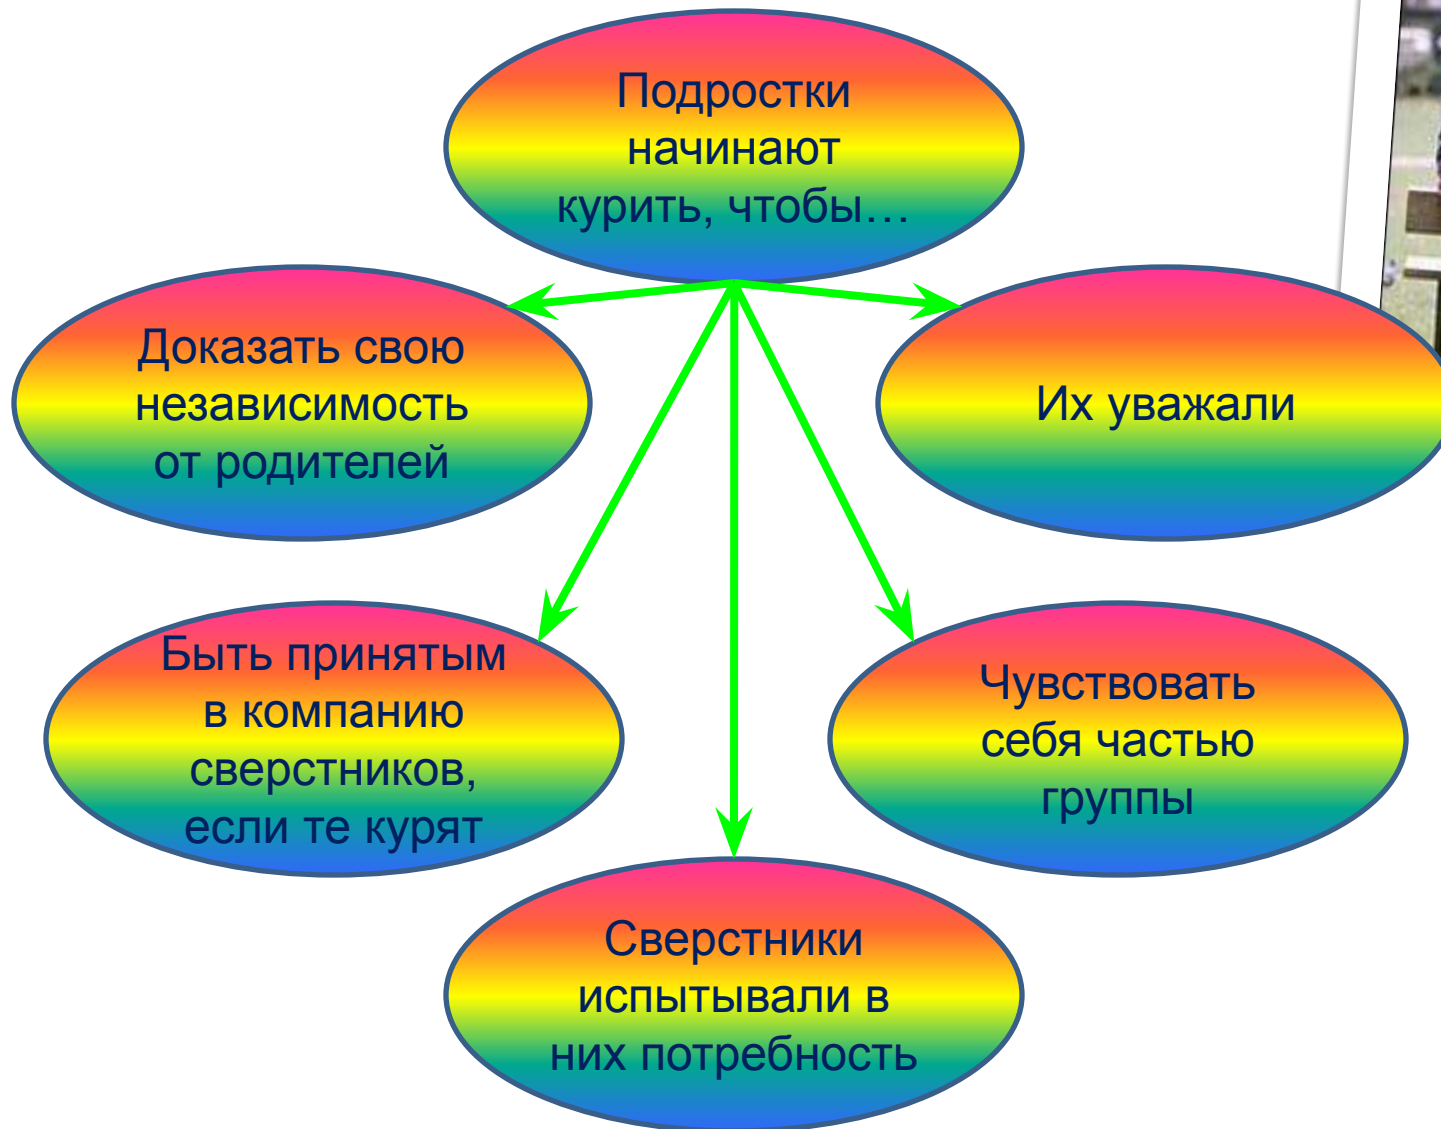 Подростки
начинают
курить, чтобы…
Доказать свою
независимость
от родителей
Их уважали
Быть принятым
в компанию
сверстников,
если те курят
Чувствовать
себя частью
группы
Сверстники
испытывали в
них потребность